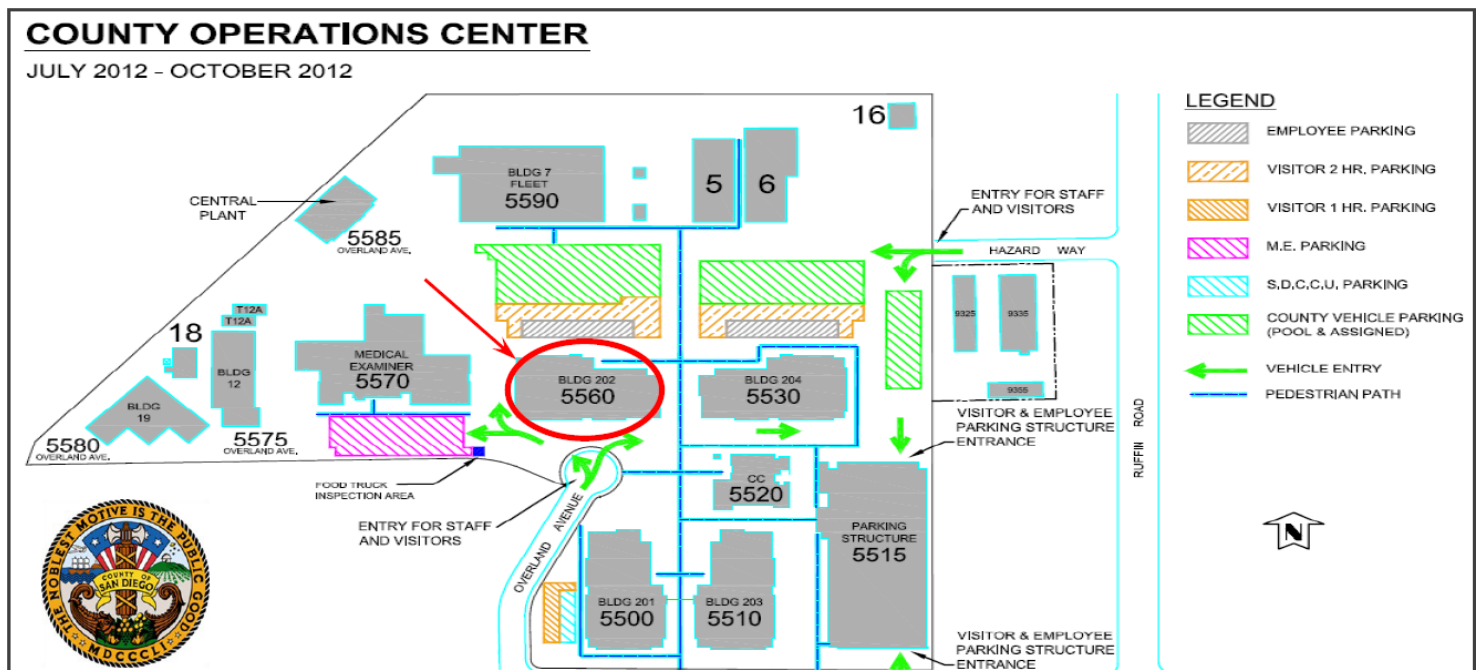 COUNTY OPERATIONS CENTER
JULY 2012 - OCTOBER 2012
LEGEND
EMPLOYEE PARKING
VISITOR 2 HR. PARKING
VISITOR 1 HR. PARKING
M.E. PARKING
S.D.C.C.U. PARKING
COUNTY VEHICLE PARKING
(POOL & ASSIGNED)
VEHICLE ENTRY
PEDESTRIAN PATH
16
BLDG 7
FLEET
5590
5
6
CENTRAL
PLANT
5585
OVERLAND AVE.
ENTRY FOR STAFF
AND VISITORS
HAZARD WAY
9325
9335
9355
T12A
T12A
18
BLDG
12
MEDICAL
EXAMINER
5570
BLDG 202
5560
BLDG 204
5530
BLDG
19
5580
OVERLAND AVE.
5575
OVERLAND AVE.
VISITOR & EMPLOYEE
PARKING STRUCTURE
ENTRANCE
RUFFIN ROAD
FOOD TRUCK
INSPECTION AREA
CC
5520
ENTRY FOR STAFF
AND VISITORS
OVERLAND AVENUE
PARKING
STRUCTURE
5515
N
BLDG 201
5500
BLDG 203
5510
VISITOR & EMPLOYEE
PARKING STRUCTURE
ENTRANCE
THE NOBLEST MOTIVE IS THE PUBLIC GOOD
COUNTY OF
SAN DIEGO
MDCCCLI